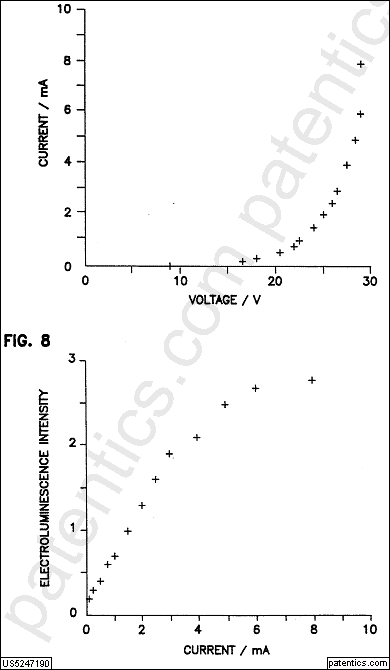 10
8
6
4
2
0
CURRENT / mA
0 10 20 30
VOLTAGE / V
FIG. 8
3
2
1
0
ELECTROLUMINESCENCE INTENSITY
0 2 4 6 8 10
CURRENT / mA
patentics.com patentics.com
US5247190
patentics.com